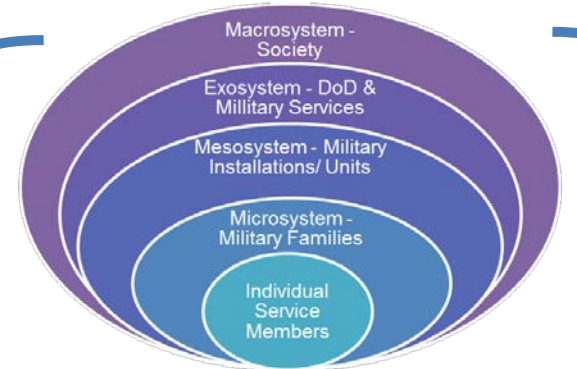 Macrosystem -
Society
Exosystem - DoD &
Millitary Services
Mesosystem - Military
Installations/ Units
Microsystem -
Military Families
Individual
Service
Members